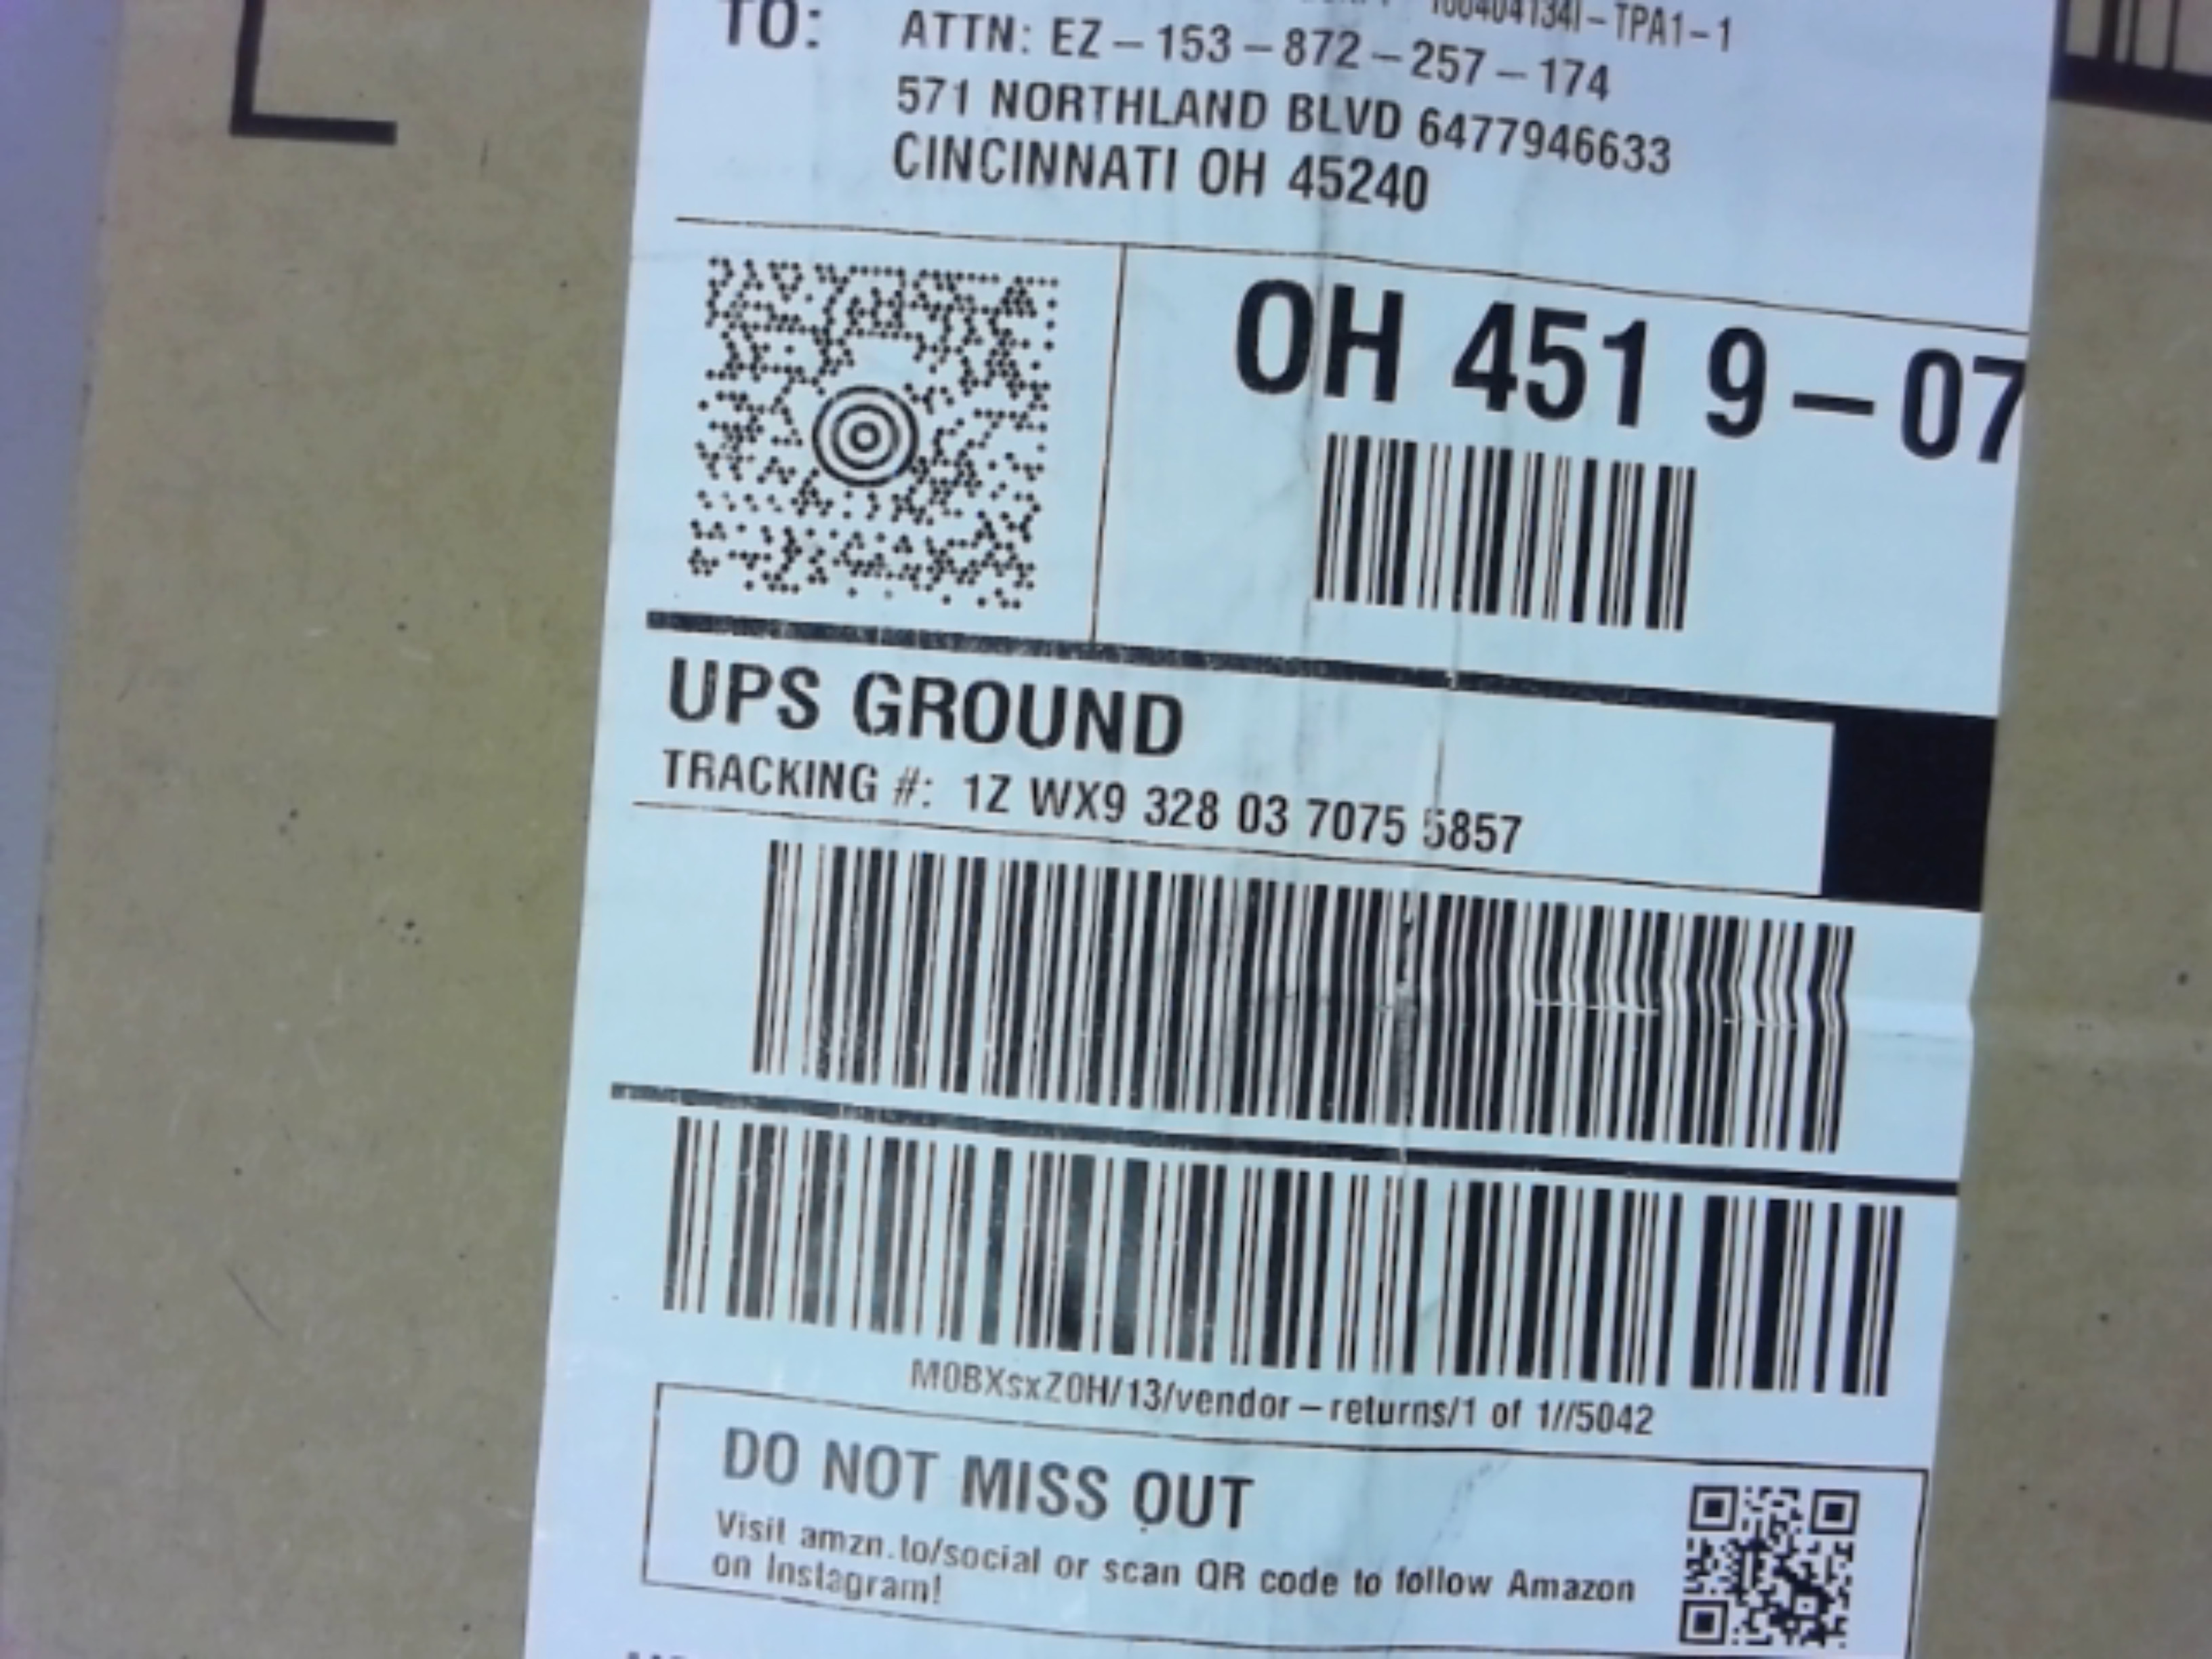 TO:
ATTN: EZ – 153 – 872 – 257 – 174
571 NORTHLAND BLVD 6477946633
CINCINNATI OH 45240
OH 451 9 – 07
UPS GROUND
TRACKING #: 1Z WX9 328 03 7075 5857
M0BXsxZ0H/13/vendor – returns/1 of 1//5042
DO NOT MISS OUT
Visit amzn.to/social or scan QR code to follow Amazon
on Instagram!